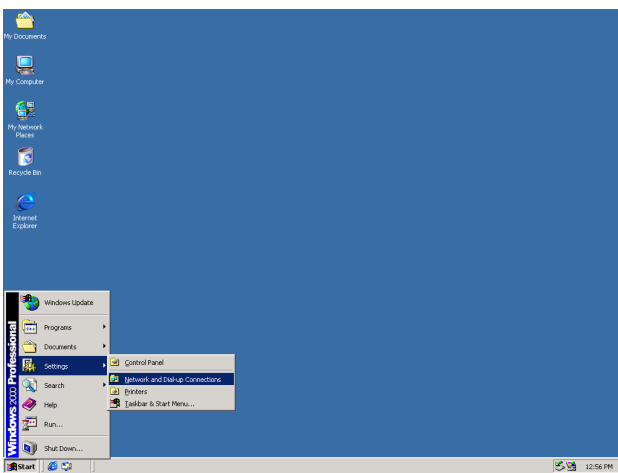 My Documents
My Computer
My Network
Places
Recycle Bin
Internet
Explorer
Windows 2000 Professional
Windows Update
Programs
Documents
Settings
Search
Help
Run...
Shut Down...
Control Panel
Network and Dial-up Connections
Printers
Taskbar & Start Menu...
Start
12:56 PM